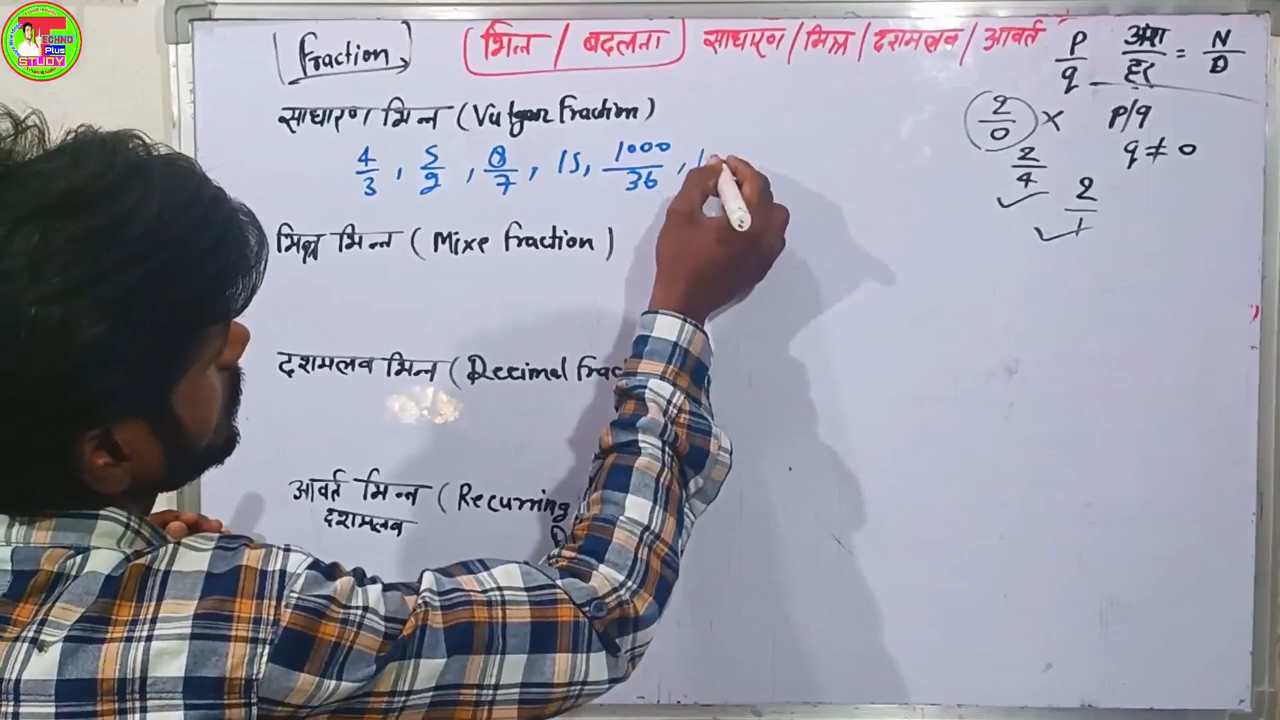 TECHNO
Plus
STUDY
Fraction
भिन्न / बदलना
साधारण / मिश्र / दशमलव / आवर्त
P/q
अंश/हर = N/D
साधारण भिन्न (Vulgar Fraction)
2/0 ×
P/q
q ≠ 0
4/3 , 5/2 , 8/7 , 15, 1000/36 , 1
2/4 ✓
2/1 ✓
मिश्र भिन्न (Mixe fraction)
दशमलव भिन्न (Decimal frac
आवर्त भिन्न (Recurring
दशमलव